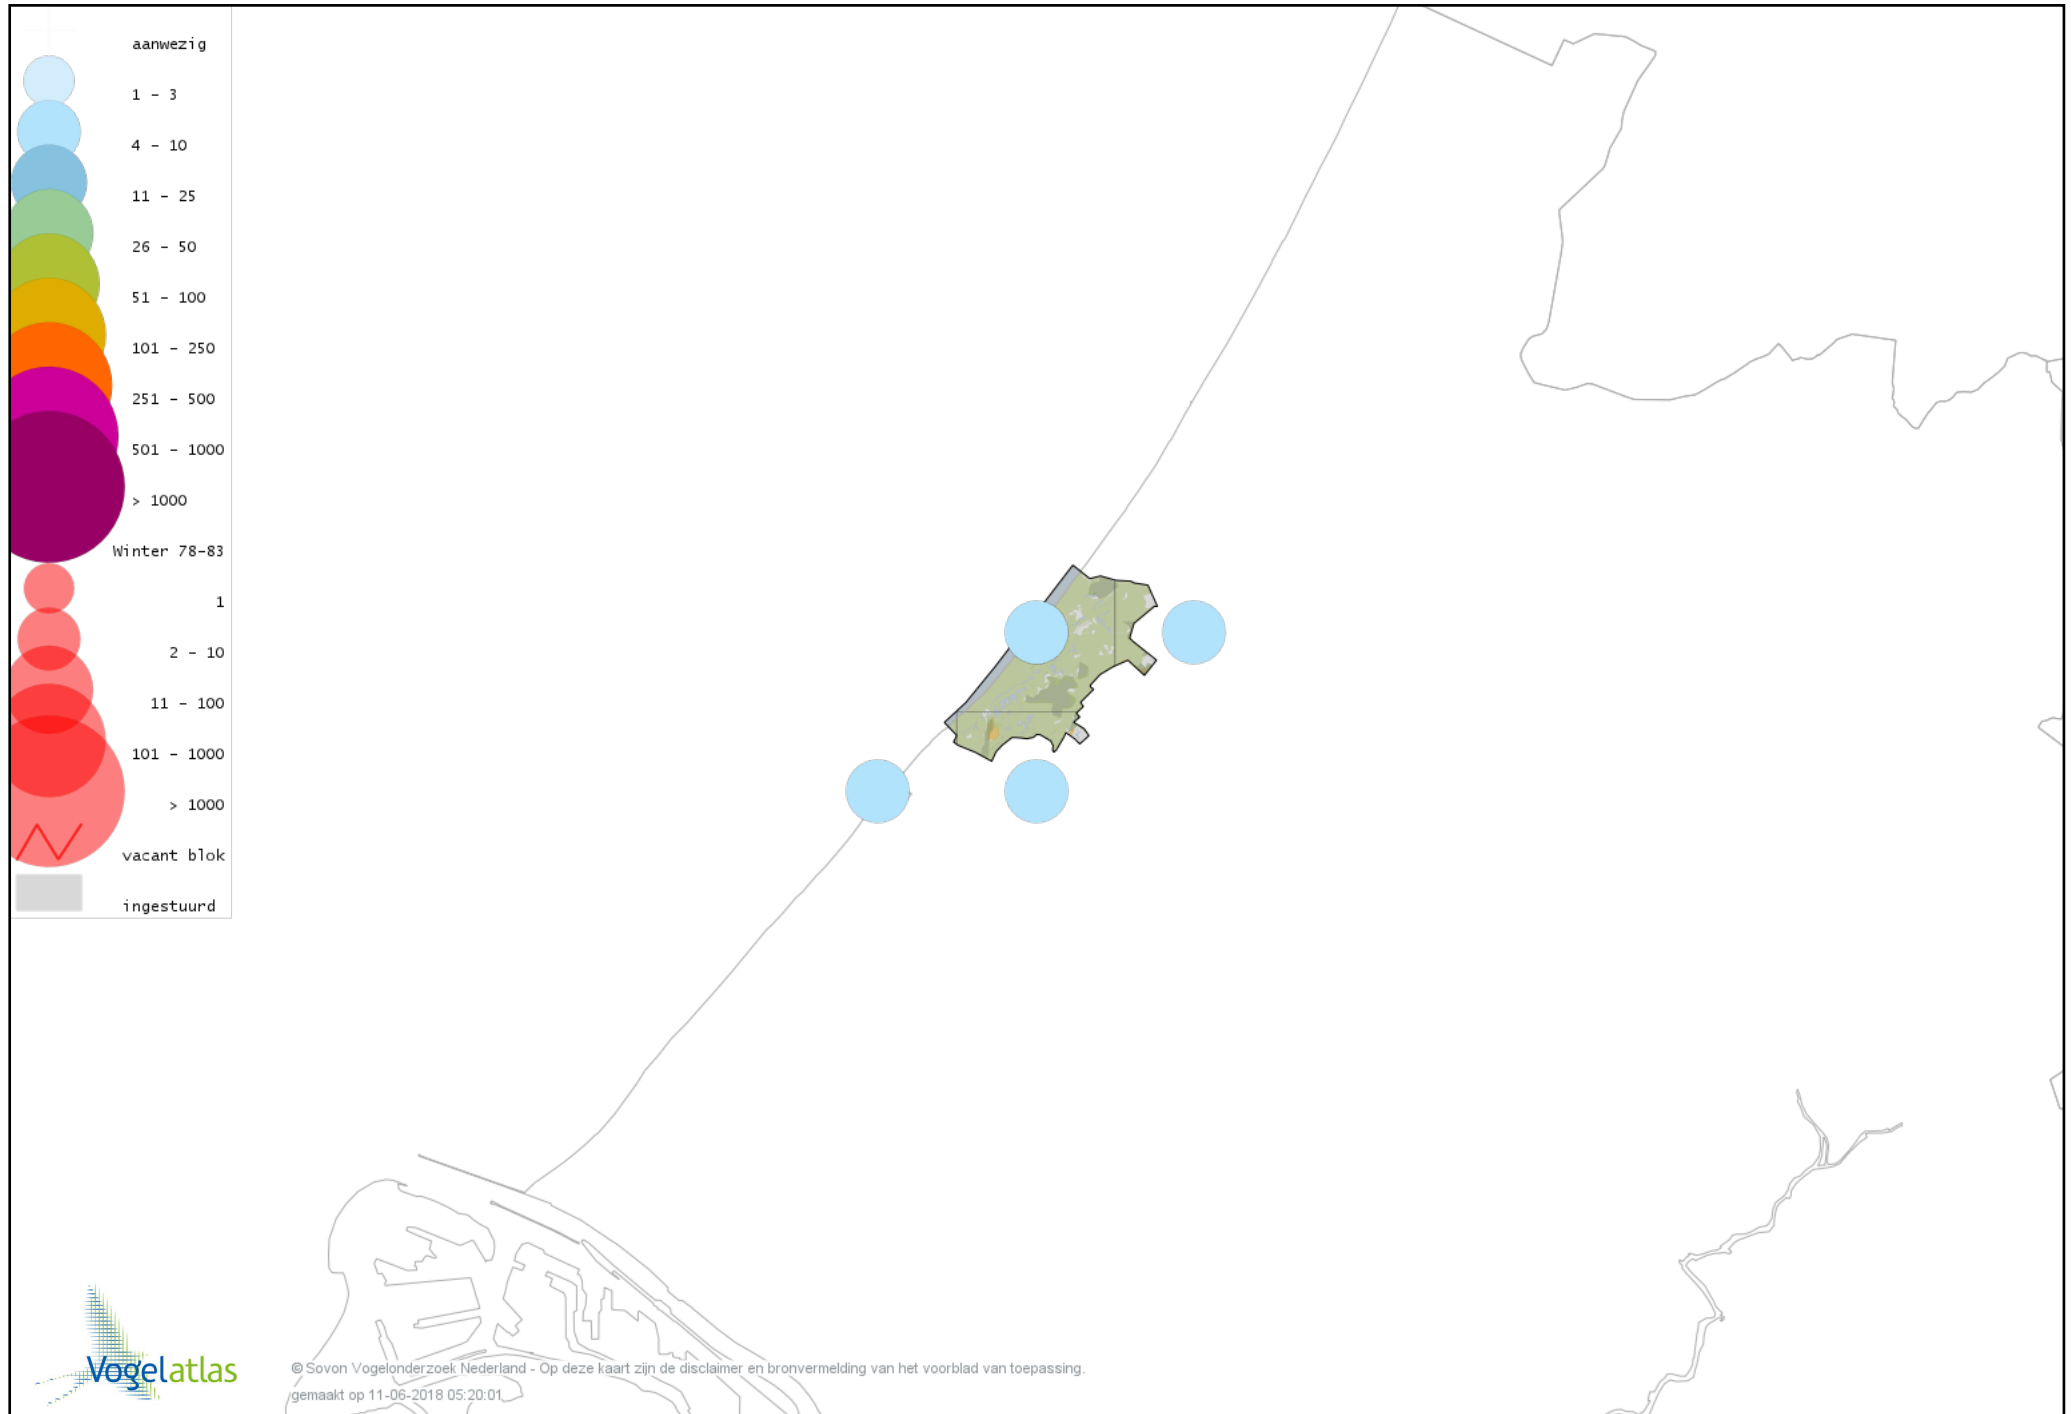 aanwezig
1 - 3
4 - 10
11 - 25
26 - 50
51 - 100
101 - 250
251 - 500
501 - 1000
> 1000
Winter 78-83
1
2 - 10
11 - 100
101 - 1000
> 1000
vacant blok
ingestuurd
Vogelatlas
© Sovon Vogelonderzoek Nederland - Op deze kaart zijn de disclaimer en bronvermelding van het voorblad van toepassing.
gemaakt op 11-06-2018 05:20:01